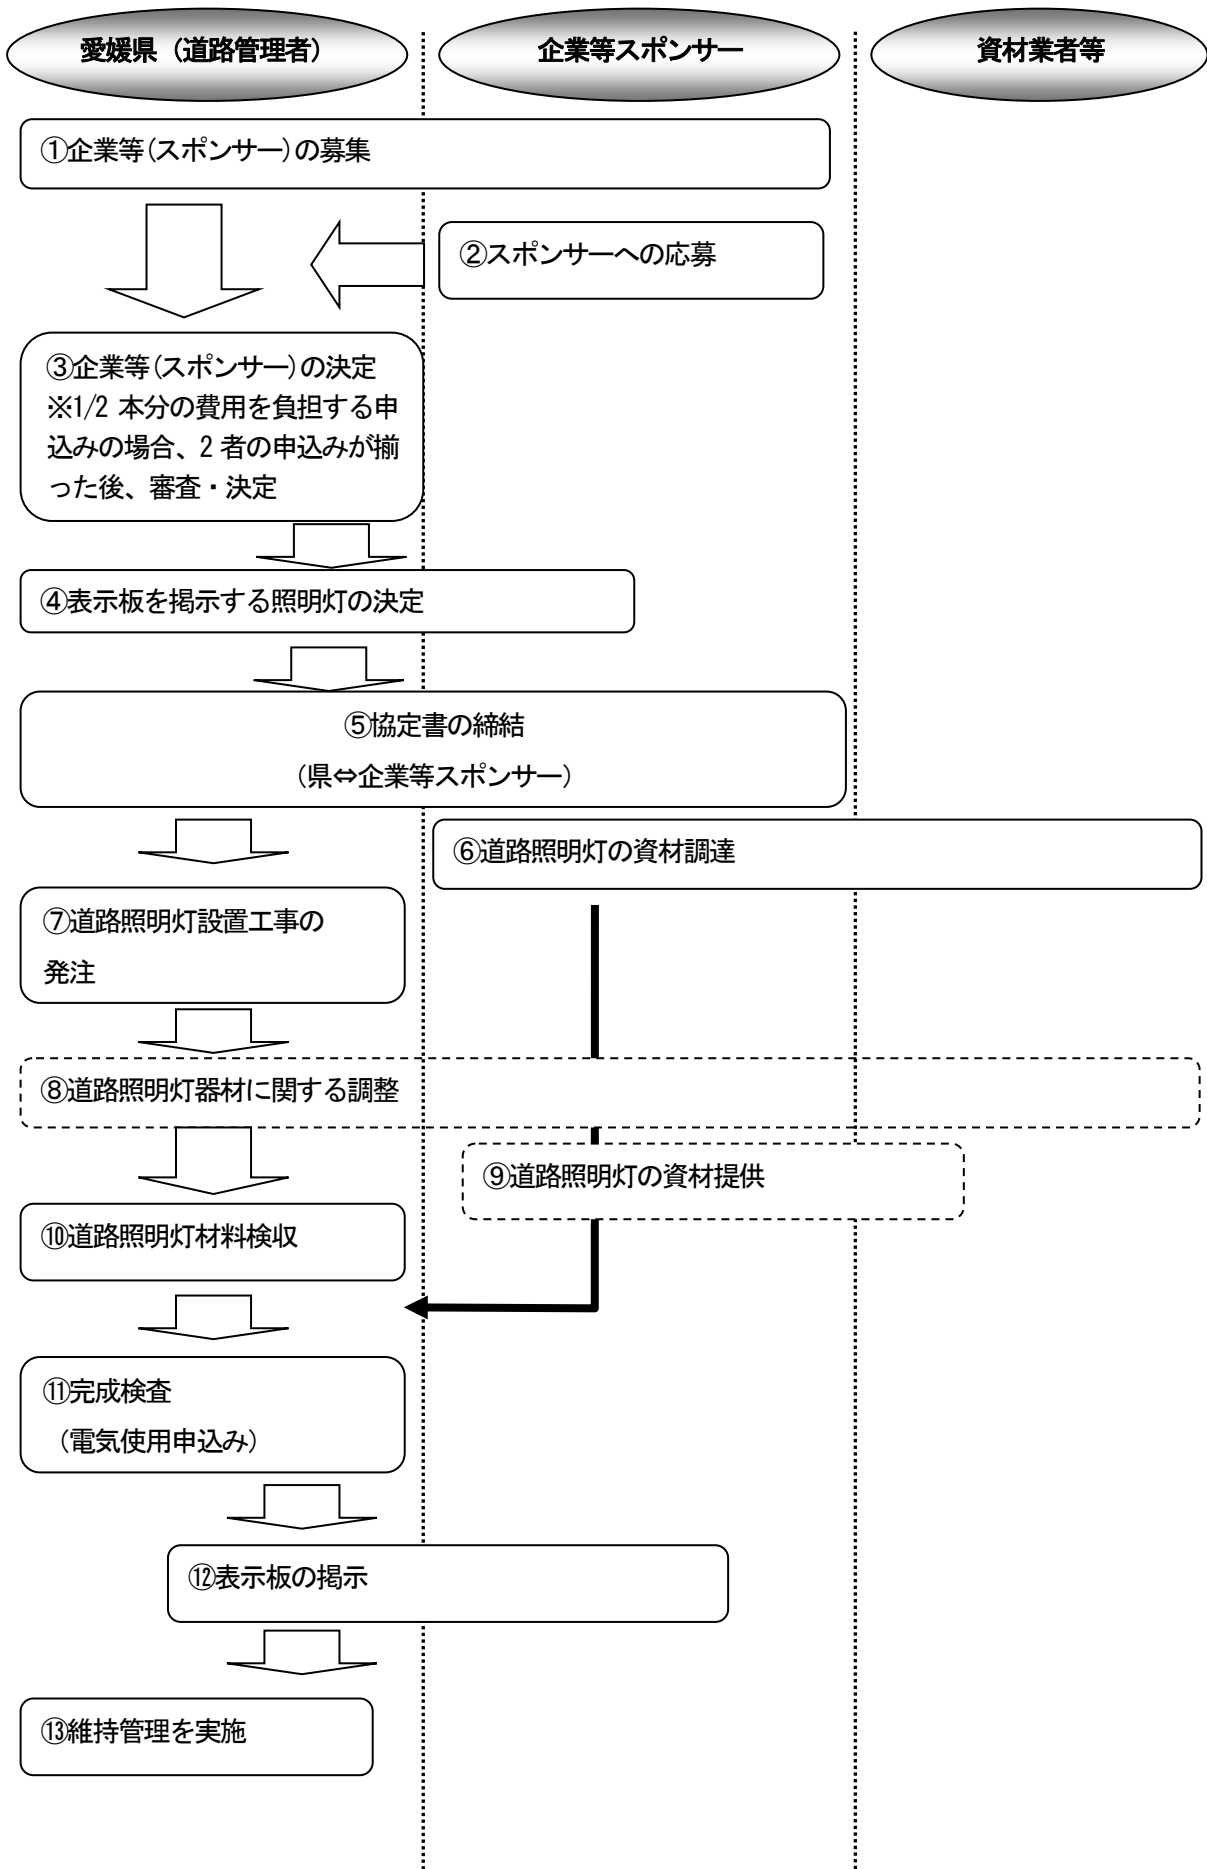 愛媛県（道路管理者）
企業等スポンサー
資材業者等
①企業等(スポンサー)の募集
②スポンサーへの応募
③企業等(スポンサー)の決定
※1/2 本分の費用を負担する申
込みの場合、2 者の申込みが揃
った後、審査・決定
④表示板を掲示する照明灯の決定
⑤協定書の締結
（県⇔企業等スポンサー）
⑥道路照明灯の資材調達
⑦道路照明灯設置工事の
発注
⑧道路照明灯器材に関する調整
⑨道路照明灯の資材提供
⑩道路照明灯材料検収
⑪完成検査
（電気使用申込み）
⑫表示板の掲示
⑬維持管理を実施